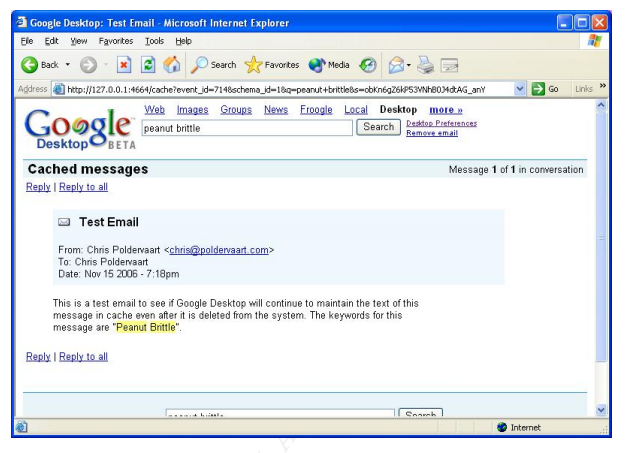 Google Desktop: Test Email - Microsoft Internet Explorer
File Edit View Favorites Tools Help
Back Search Favorites Media
Address http://127.0.0.1:4664/cache?event_id=714&schema_id=1&q=peanut+brittle&s=obKn6gZ6kP53VNhB0J4dtAG_anY Go Links »
Web Images Groups News Froogle Local Desktop more »
Google Desktop BETA
peanut brittle Search Desktop Preferences
Remove email
Cached messages Message 1 of 1 in conversation
Reply | Reply to all
Test Email
From: Chris Poldervaart <chris@poldervaart.com>
To: Chris Poldervaart
Date: Nov 15 2006 - 7:18pm
This is a test email to see if Google Desktop will continue to maintain the text of this
message in cache even after it is deleted from the system. The keywords for this
message are "Peanut Brittle".
Reply | Reply to all
peanut brittle Search
Internet